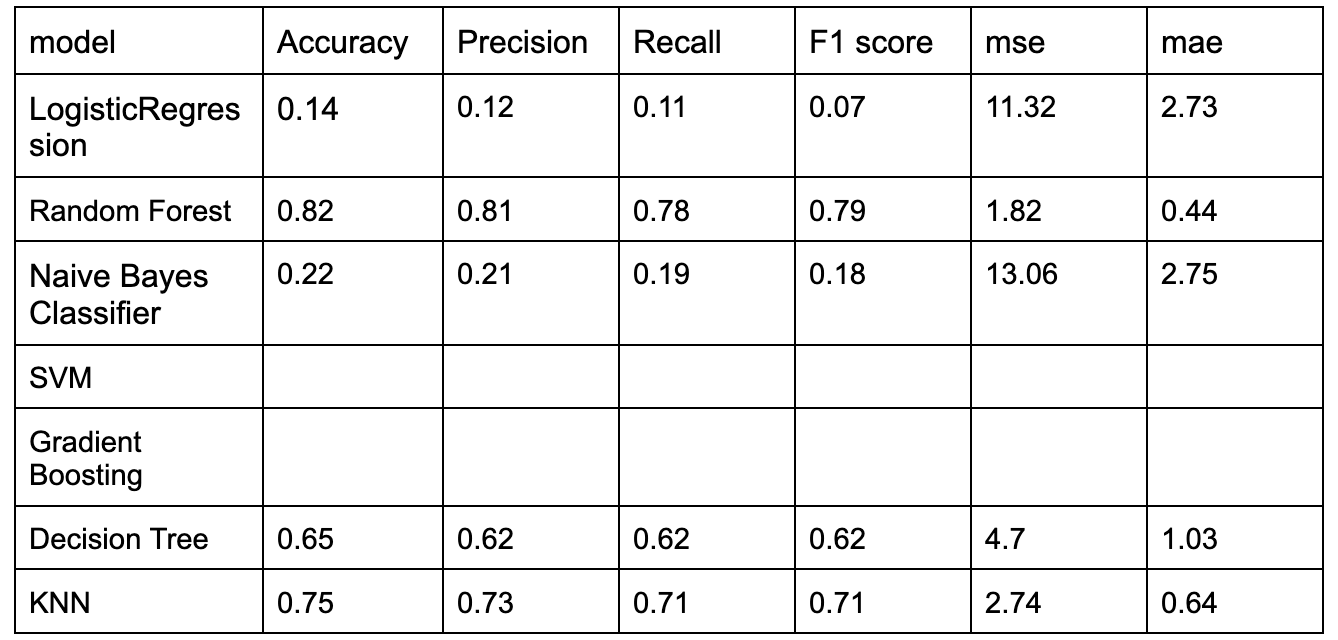 model Accuracy Precision Recall F1 score mse mae
LogisticRegres 0.14 0.12 0.11 0.07 11.32 2.73
sion
Random Forest 0.82 0.81 0.78 0.79 1.82 0.44
Naive Bayes 0.22 0.21 0.19 0.18 13.06 2.75
Classifier
SVM
Gradient
Boosting
Decision Tree 0.65 0.62 0.62 0.62 4.7 1.03
KNN 0.75 0.73 0.71 0.71 2.74 0.64